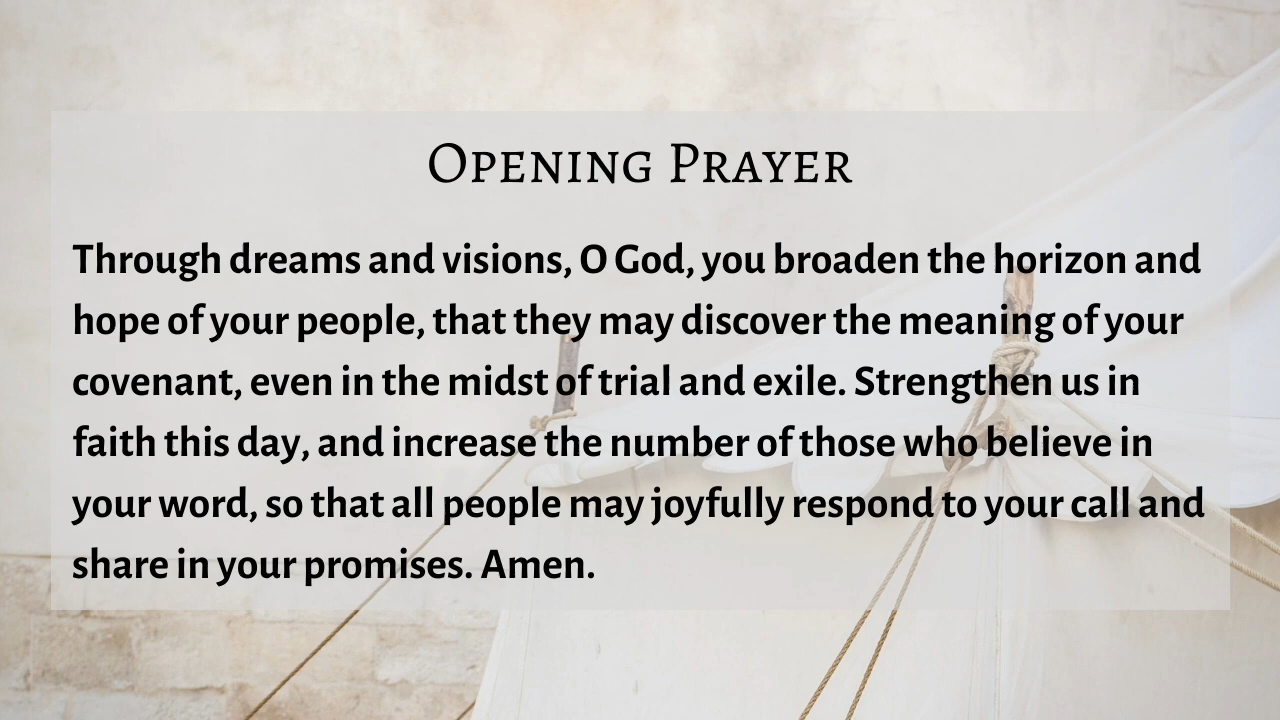 Opening Prayer
Through dreams and visions, O God, you broaden the horizon and
hope of your people, that they may discover the meaning of your
covenant, even in the midst of trial and exile. Strengthen us in
faith this day, and increase the number of those who believe in
your word, so that all people may joyfully respond to your call and
share in your promises. Amen.